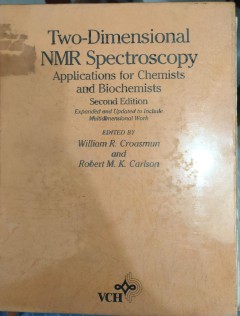 Two-Dimensional
NMR Spectroscopy
Applications for Chemists
and Biochemists
Second Edition
Expanded and Updated to Include
Multidimensional Work
EDITED BY
William R. Croasmun
and
Robert M. K. Carlson
VCH